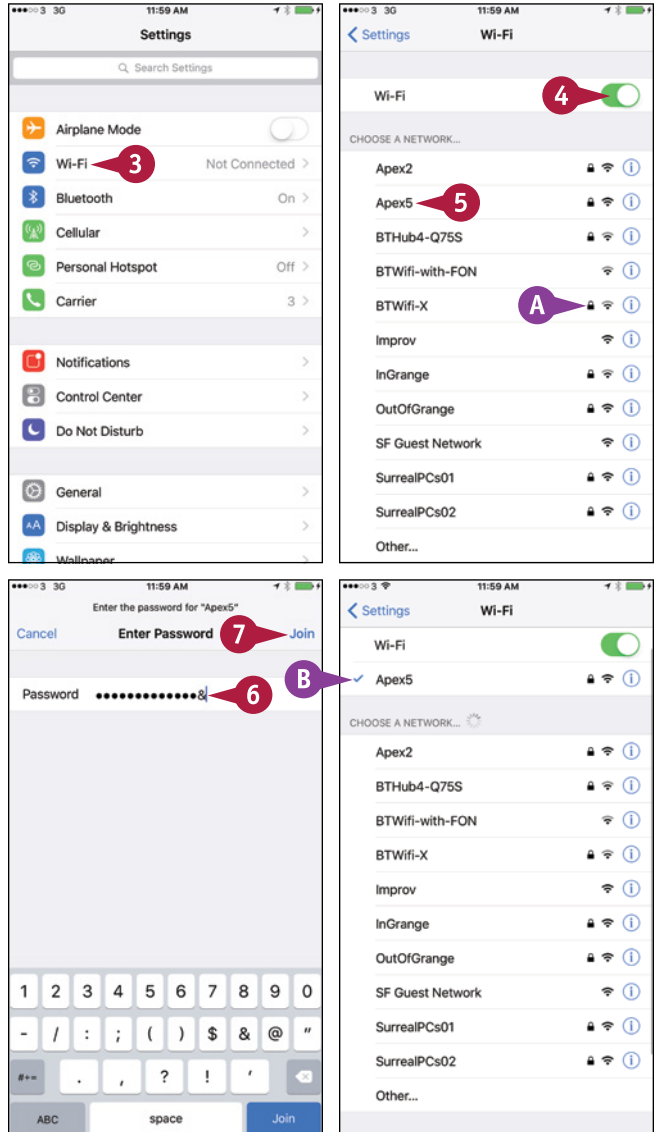 3 3G 11:59 AM
Settings
Search Settings
Airplane Mode
Wi-Fi 3 Not Connected
Bluetooth On
Cellular
Personal Hotspot Off
Carrier 3
Notifications
Control Center
Do Not Disturb
General
AA Display & Brightness
Wallpaper
3 3G 11:59 AM
Settings Wi-Fi
Wi-Fi 4
CHOOSE A NETWORK...
Apex2
Apex5 5
BTHub4-Q75S
BTWifi-with-FON
BTWifi-X A
Improv
InGrange
OutOfGrange
SF Guest Network
SurrealPCs01
SurrealPCs02
Other...
3 3G 11:59 AM
Enter the password for "Apex5"
Cancel Enter Password 7 Join
Password •••••••••••••& 6
1 2 3 4 5 6 7 8 9 0
- / : ; ( ) $ & @ "
#+= . , ? ! '
ABC space Join
3 11:59 AM
Settings Wi-Fi
Wi-Fi
B Apex5
CHOOSE A NETWORK...
Apex2
BTHub4-Q75S
BTWifi-with-FON
BTWifi-X
Improv
InGrange
OutOfGrange
SF Guest Network
SurrealPCs01
SurrealPCs02
Other...